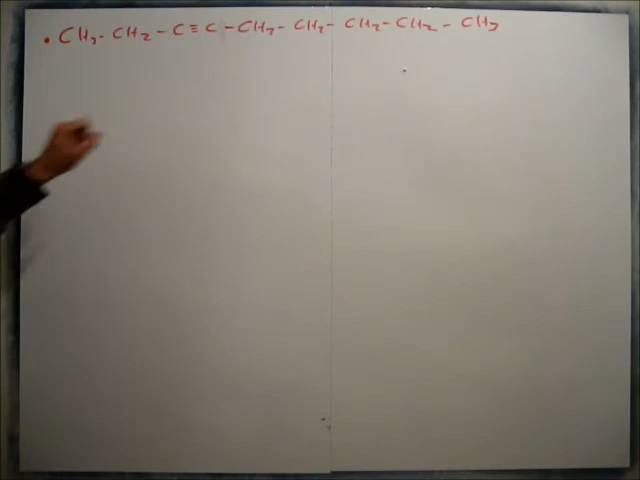 • CH₃- CH₂ - C ≡ C - CH₂ - CH₂ - CH₂ - CH₂ - CH₃